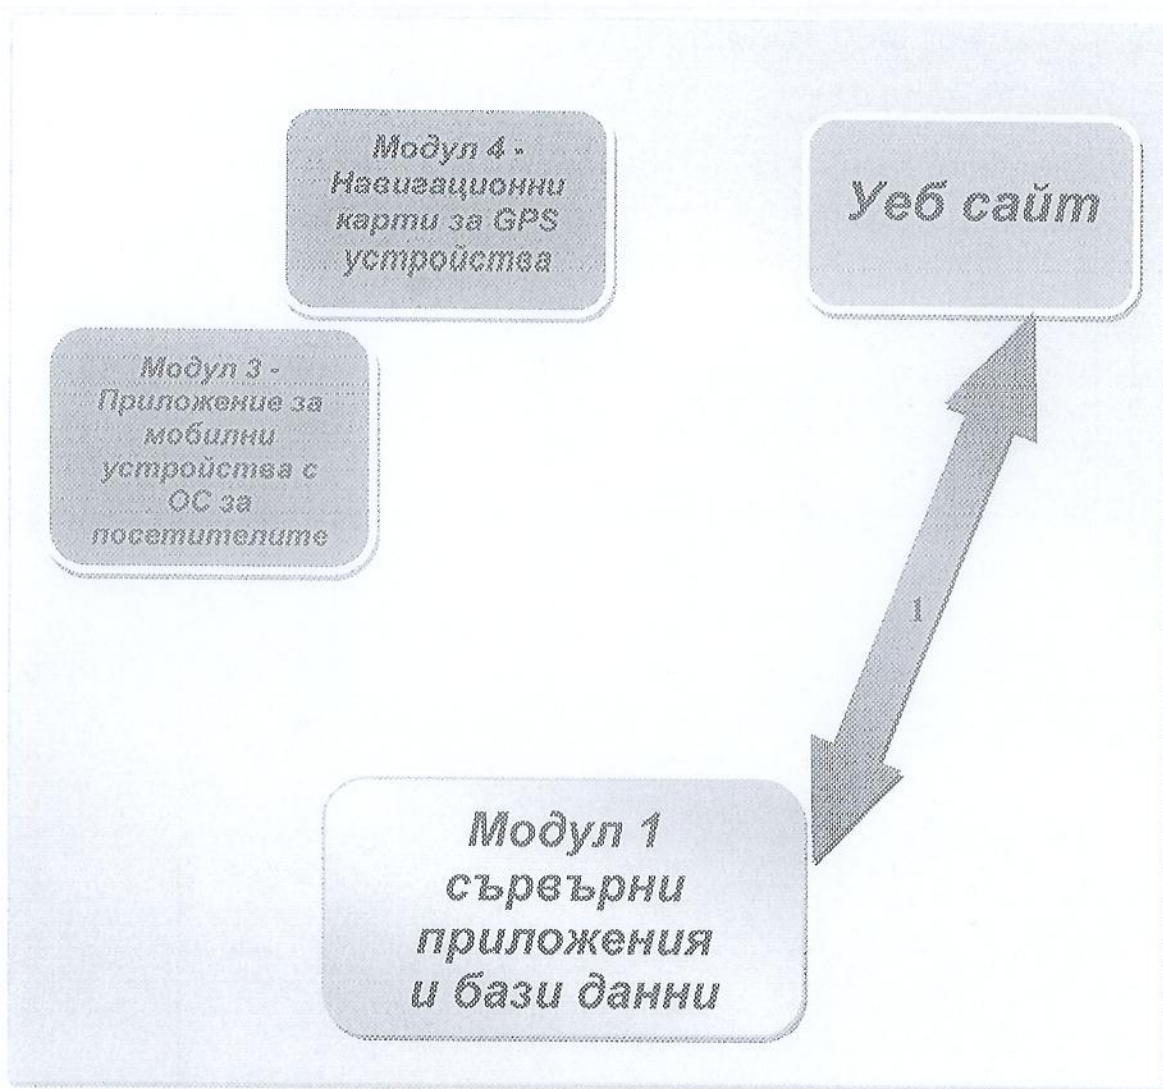 Модул 4 -
Навигационни
карти за GPS
устройства
Уеб сайт
Модул 3 -
Приложение за
мобилни
устройства с
ОС за
посетителите
1
Модул 1
сървърни
приложения
и бази данни